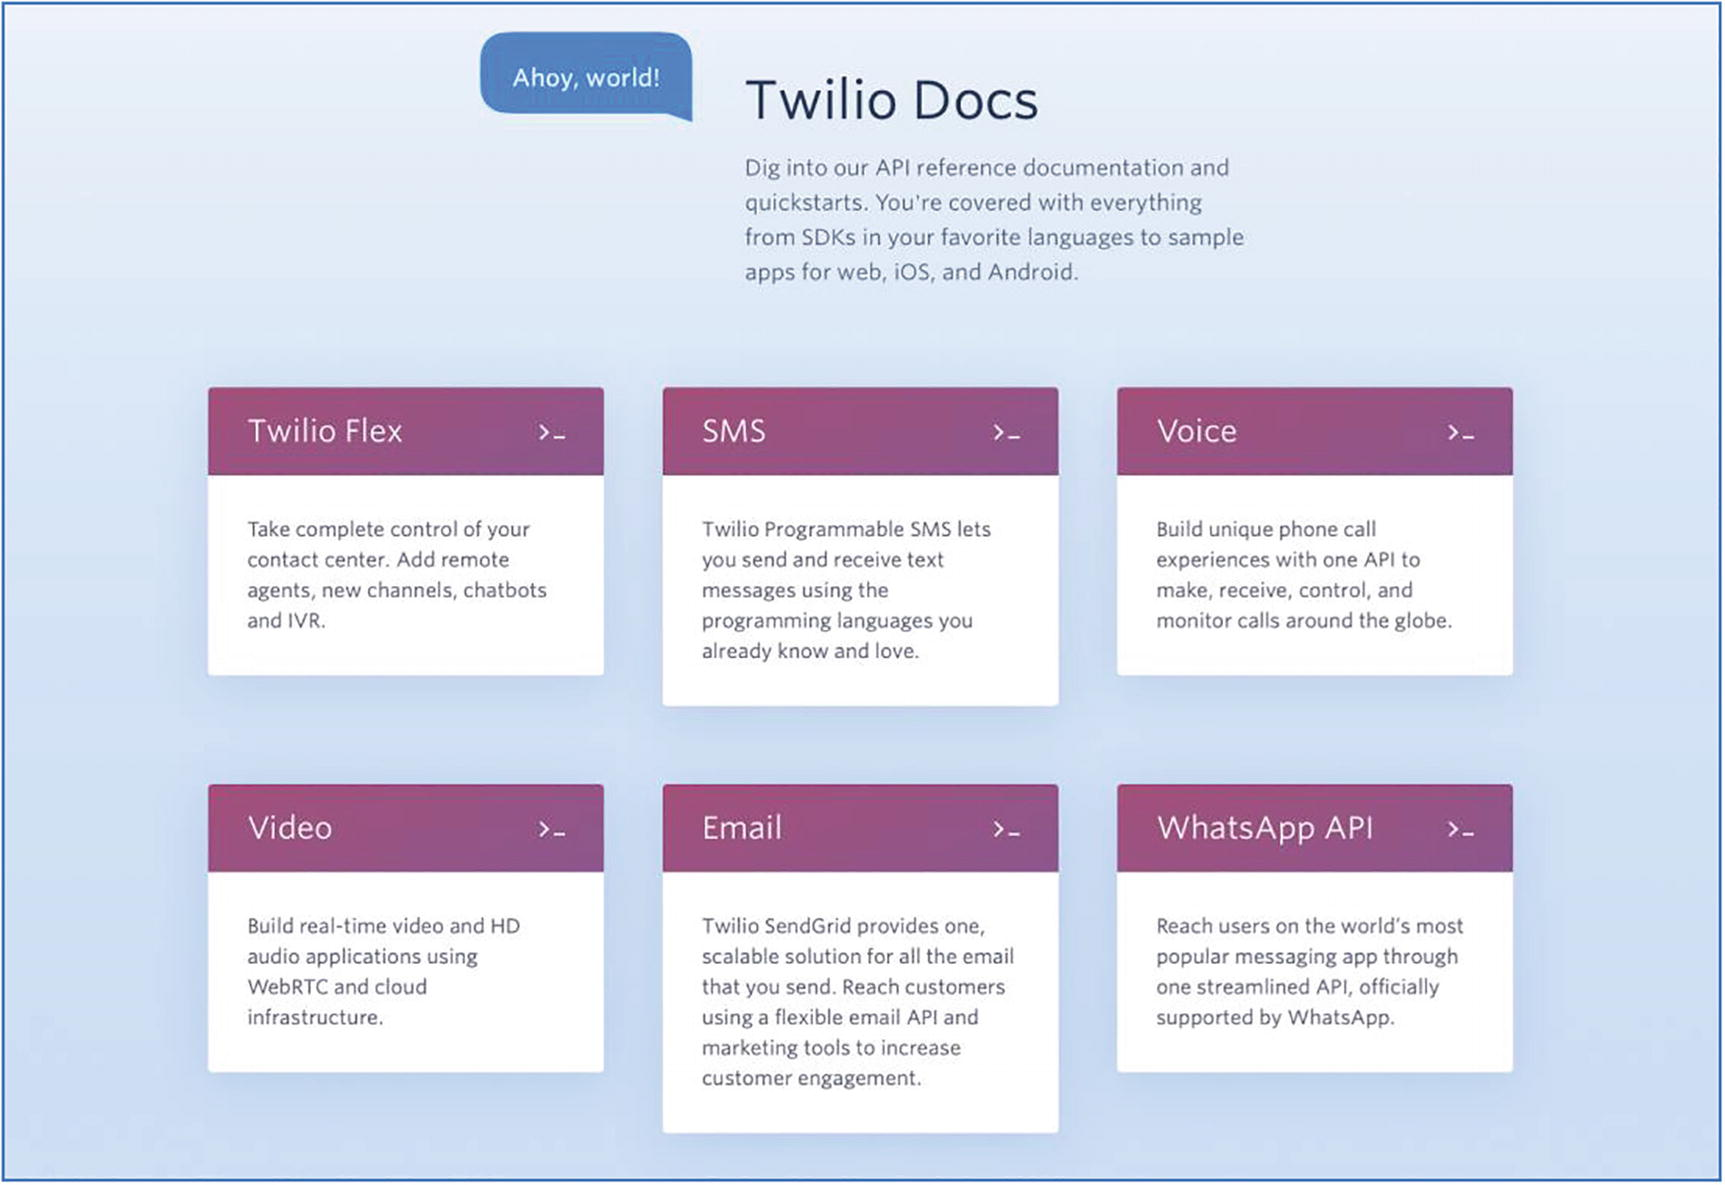 Ahoy, world!
Twilio Docs
Dig into our API reference documentation and
quickstarts. You're covered with everything
from SDKs in your favorite languages to sample
apps for web, iOS, and Android.
Twilio Flex >_
Take complete control of your
contact center. Add remote
agents, new channels, chatbots
and IVR.
SMS >_
Twilio Programmable SMS lets
you send and receive text
messages using the
programming languages you
already know and love.
Voice >_
Build unique phone call
experiences with one API to
make, receive, control, and
monitor calls around the globe.
Video >_
Build real-time video and HD
audio applications using
WebRTC and cloud
infrastructure.
Email >_
Twilio SendGrid provides one,
scalable solution for all the email
that you send. Reach customers
using a flexible email API and
marketing tools to increase
customer engagement.
WhatsApp API >_
Reach users on the world’s most
popular messaging app through
one streamlined API, officially
supported by WhatsApp.